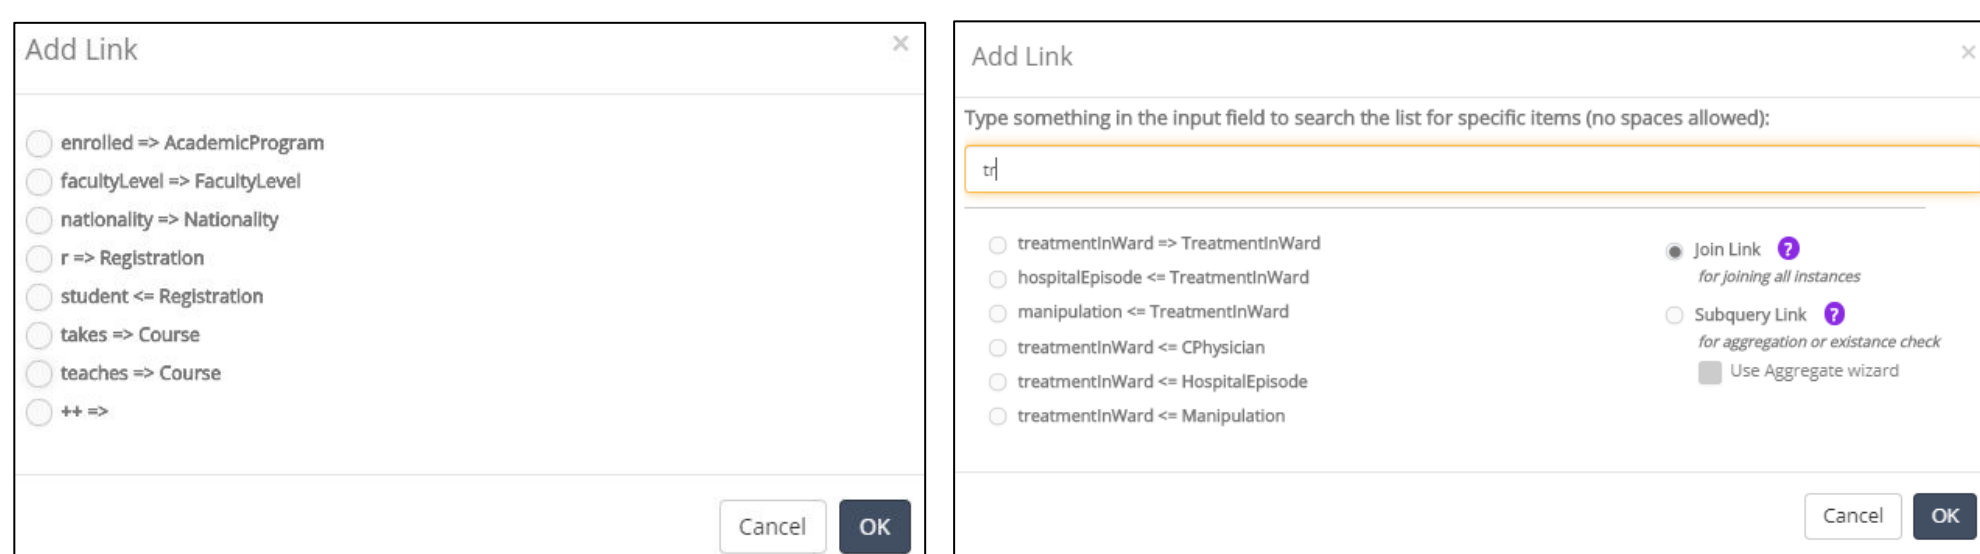 Add Link
×
enrolled => AcademicProgram
facultyLevel => FacultyLevel
nationality => Nationality
r => Registration
student <= Registration
takes => Course
teaches => Course
++ =>
Cancel
OK
Add Link
×
Type something in the input field to search the list for specific items (no spaces allowed):
tr
treatmentInWard => TreatmentInWard
hospitalEpisode <= TreatmentInWard
manipulation <= TreatmentInWard
treatmentInWard <= CPhysician
treatmentInWard <= HospitalEpisode
treatmentInWard <= Manipulation
Join Link ?
for joining all instances
Subquery Link ?
for aggregation or existance check
Use Aggregate wizard
Cancel
OK